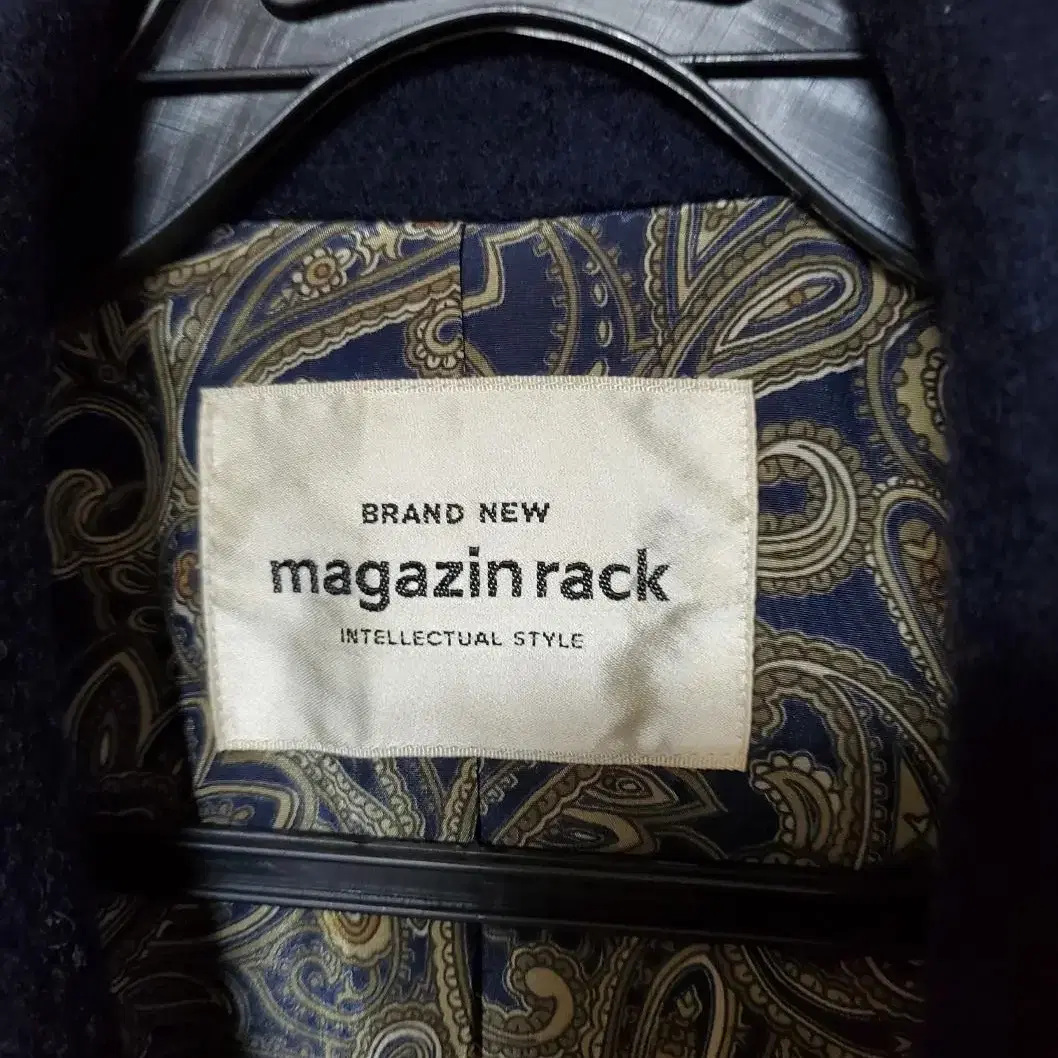 BRAND NEW
magazin rack
INTELLECTUAL STYLE